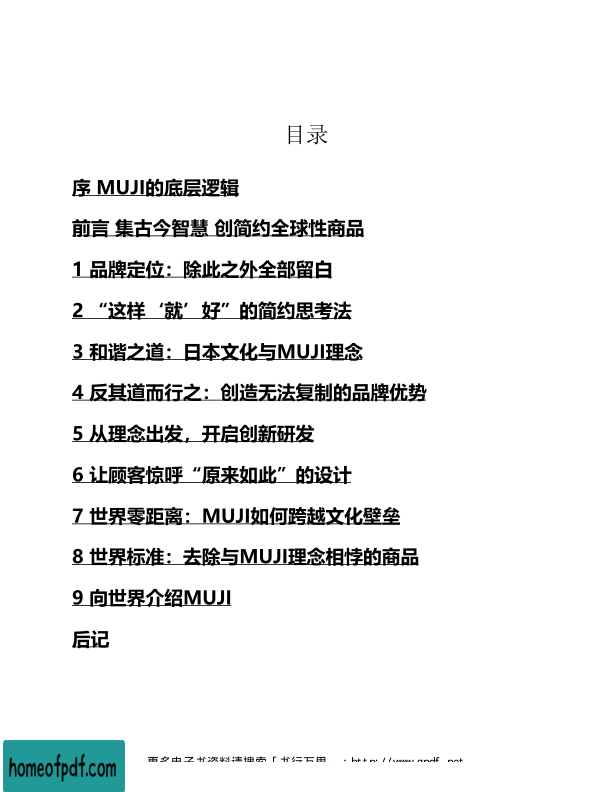 目录
序 MUJI的底层逻辑
前言 集古今智慧 创简约全球性商品
1 品牌定位：除此之外全部留白
2 “这样‘就’好”的简约思考法
3 和谐之道：日本文化与MUJI理念
4 反其道而行之：创造无法复制的品牌优势
5 从理念出发，开启创新研发
6 让顾客惊呼“原来如此”的设计
7 世界零距离：MUJI如何跨越文化壁垒
8 世界标准：去除与MUJI理念相悖的商品
9 向世界介绍MUJI
后记
更多电子书资料请搜索「书行万里
homeofpdf.com